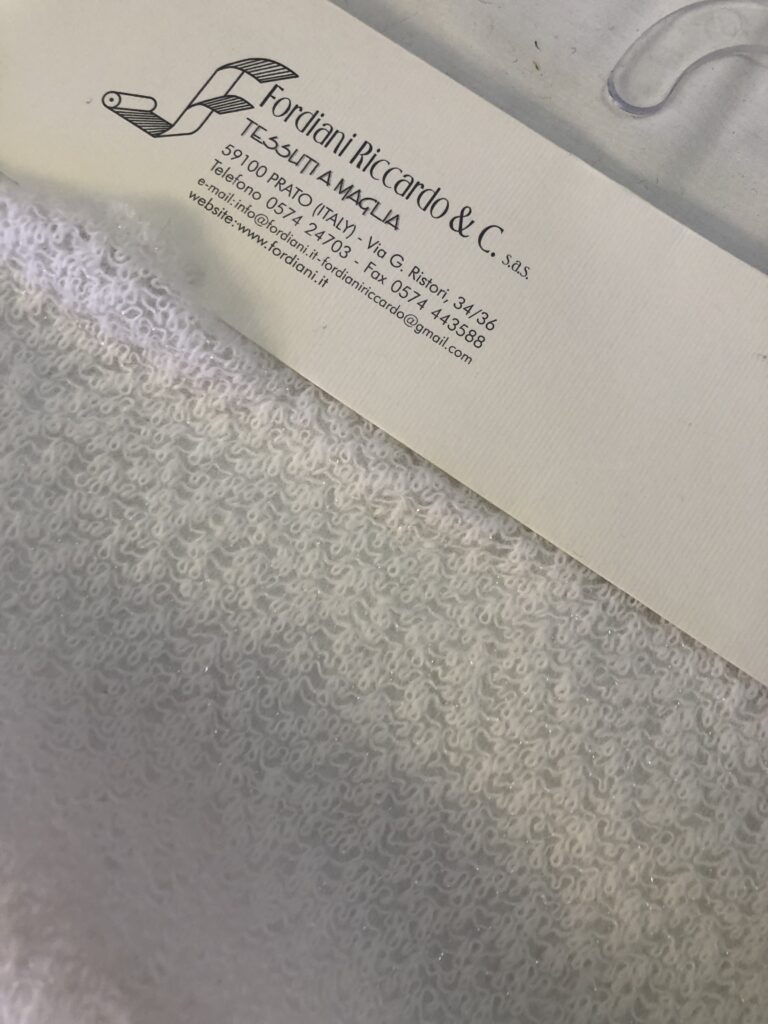 Fordiani Riccardo & C. s.a.s.
TESSUTI A MAGLIA
59100 PRATO (ITALY) - Via G. Ristori, 34/36
Telefono 0574 24703 - Fax 0574 443588
e-mail:info@fordiani.it-fordianiriccardo@gmail.com
website:www.fordiani.it